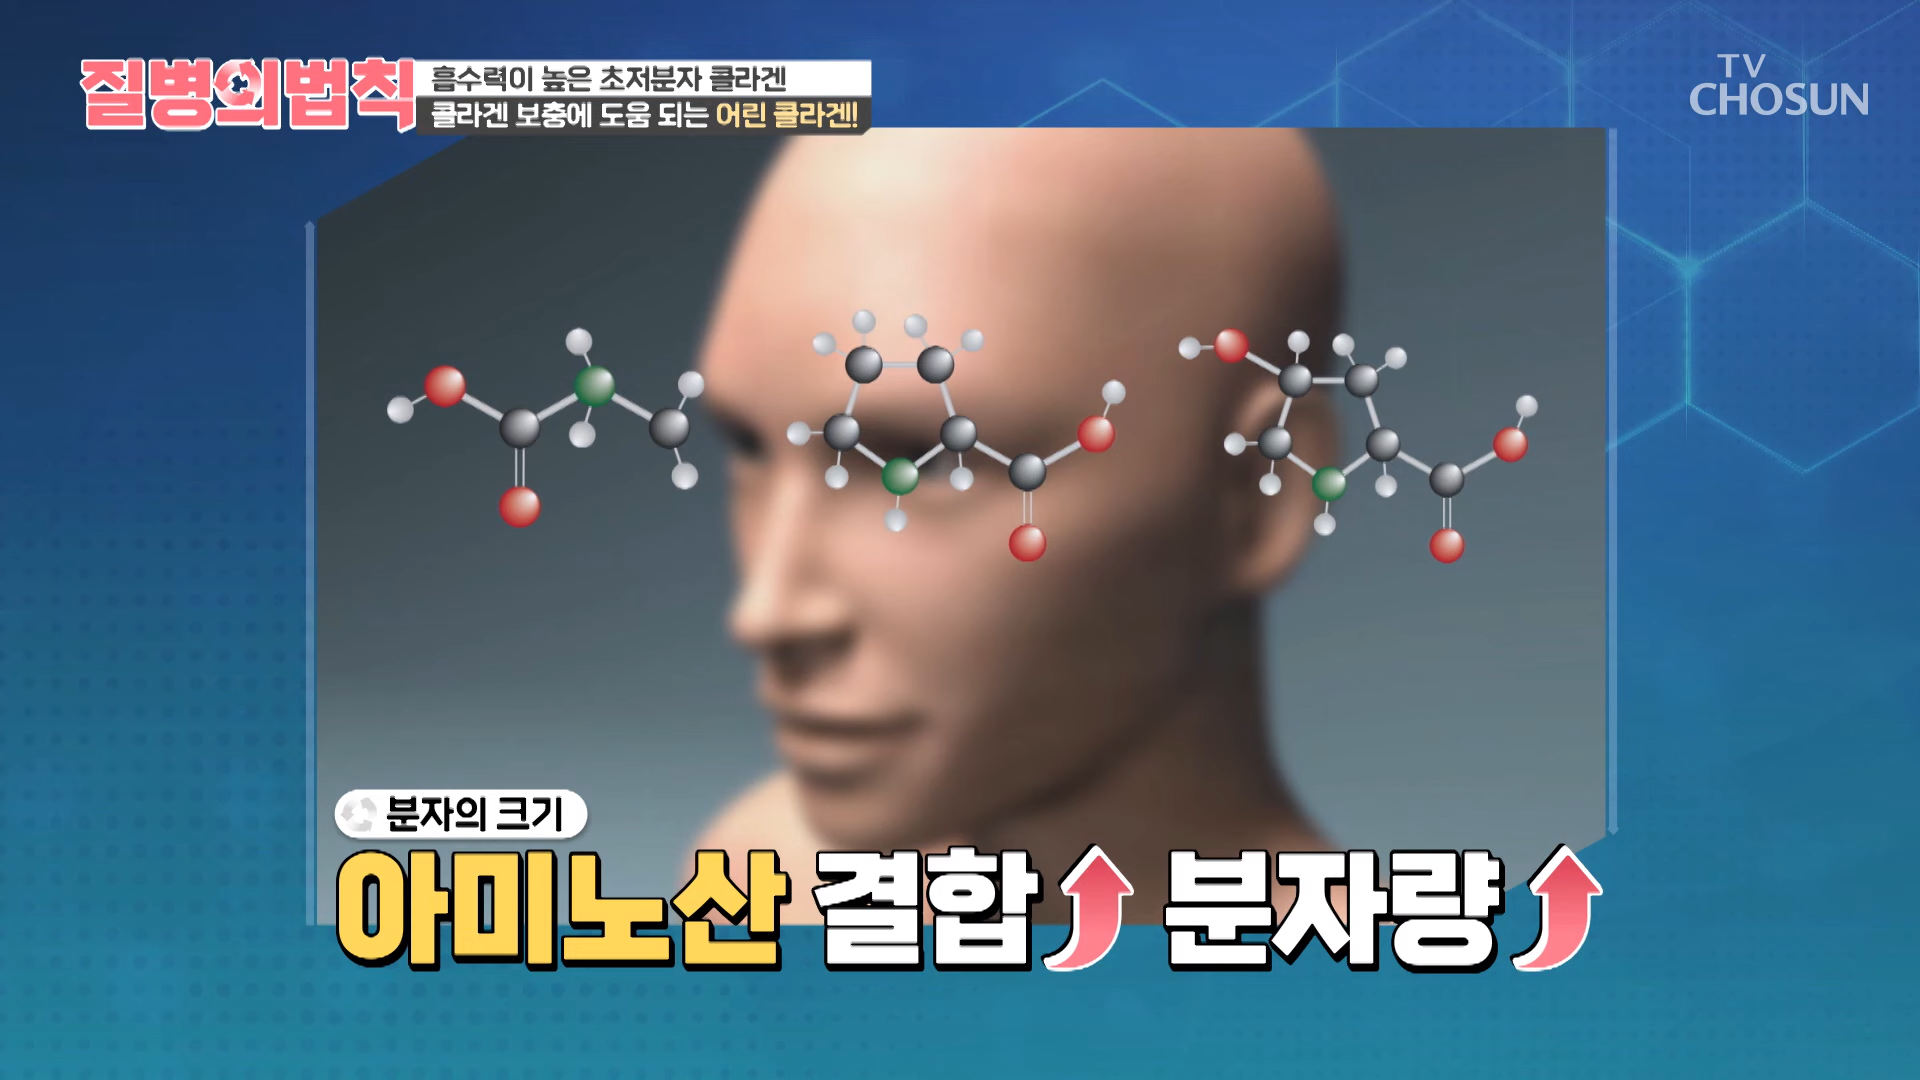 질병의법칙
흡수력이 높은 초저분자 콜라겐
콜라겐 보충에 도움 되는 어린 콜라겐!
TV
CHOSUN
분자의 크기
아미노산 결합 분자량